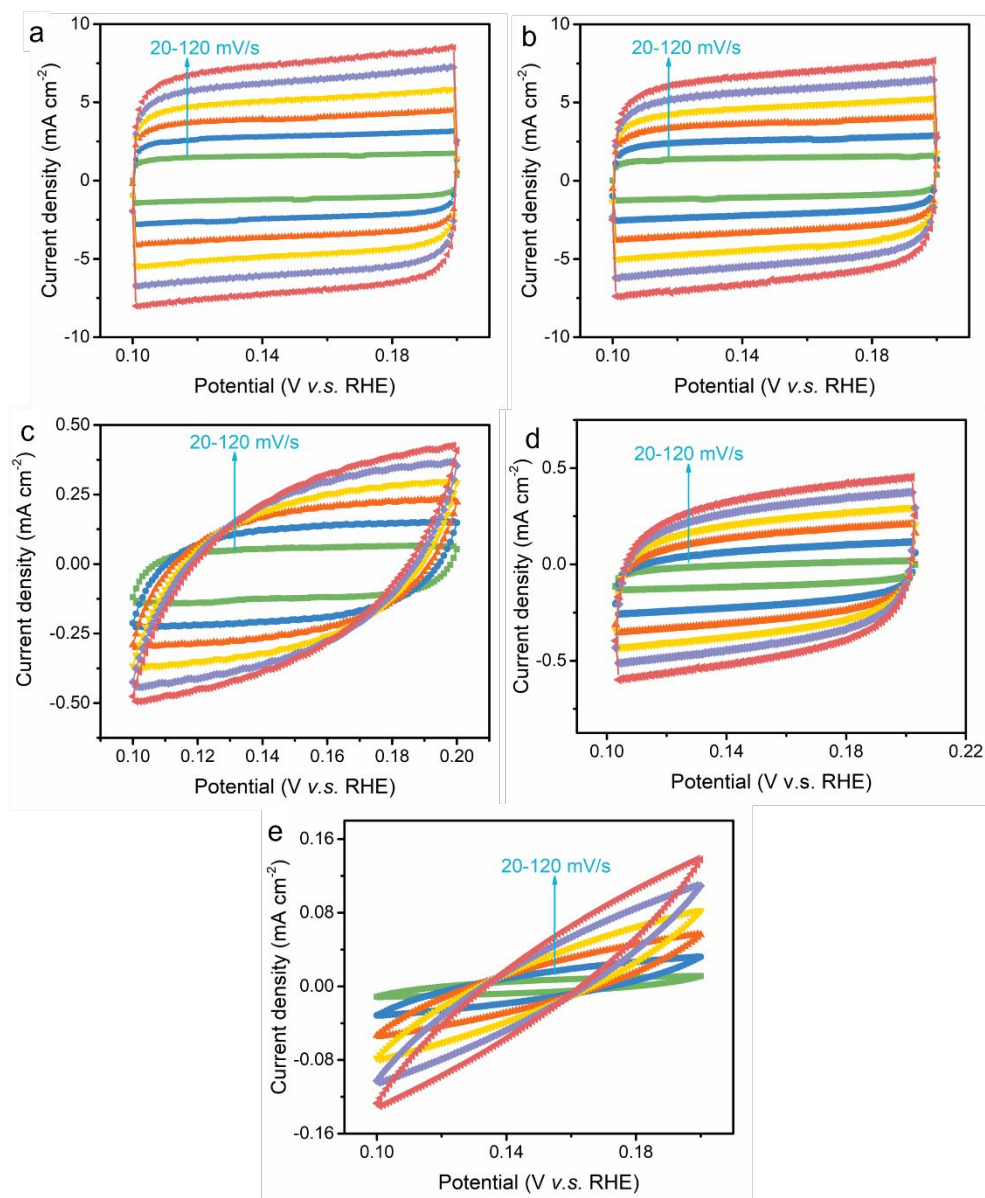 a
20-120 mV/s
10
5
0
-5
-10
Current density (mA cm-2)
0.10
0.14
0.18
Potential (V v.s. RHE)
b
20-120 mV/s
10
5
0
-5
-10
Current density (mA cm-2)
0.10
0.14
0.18
Potential (V v.s. RHE)
c
20-120 mV/s
0.50
0.25
0.00
-0.25
-0.50
Current density (mA cm-2)
0.10
0.12
0.14
0.16
0.18
0.20
Potential (V v.s. RHE)
d
20-120 mV/s
0.5
0.0
-0.5
Current density (mA cm-2)
0.10
0.14
0.18
0.22
Potential (V v.s. RHE)
e
20-120 mV/s
0.16
0.08
0.00
-0.08
-0.16
Current density (mA cm-2)
0.10
0.14
0.18
Potential (V v.s. RHE)